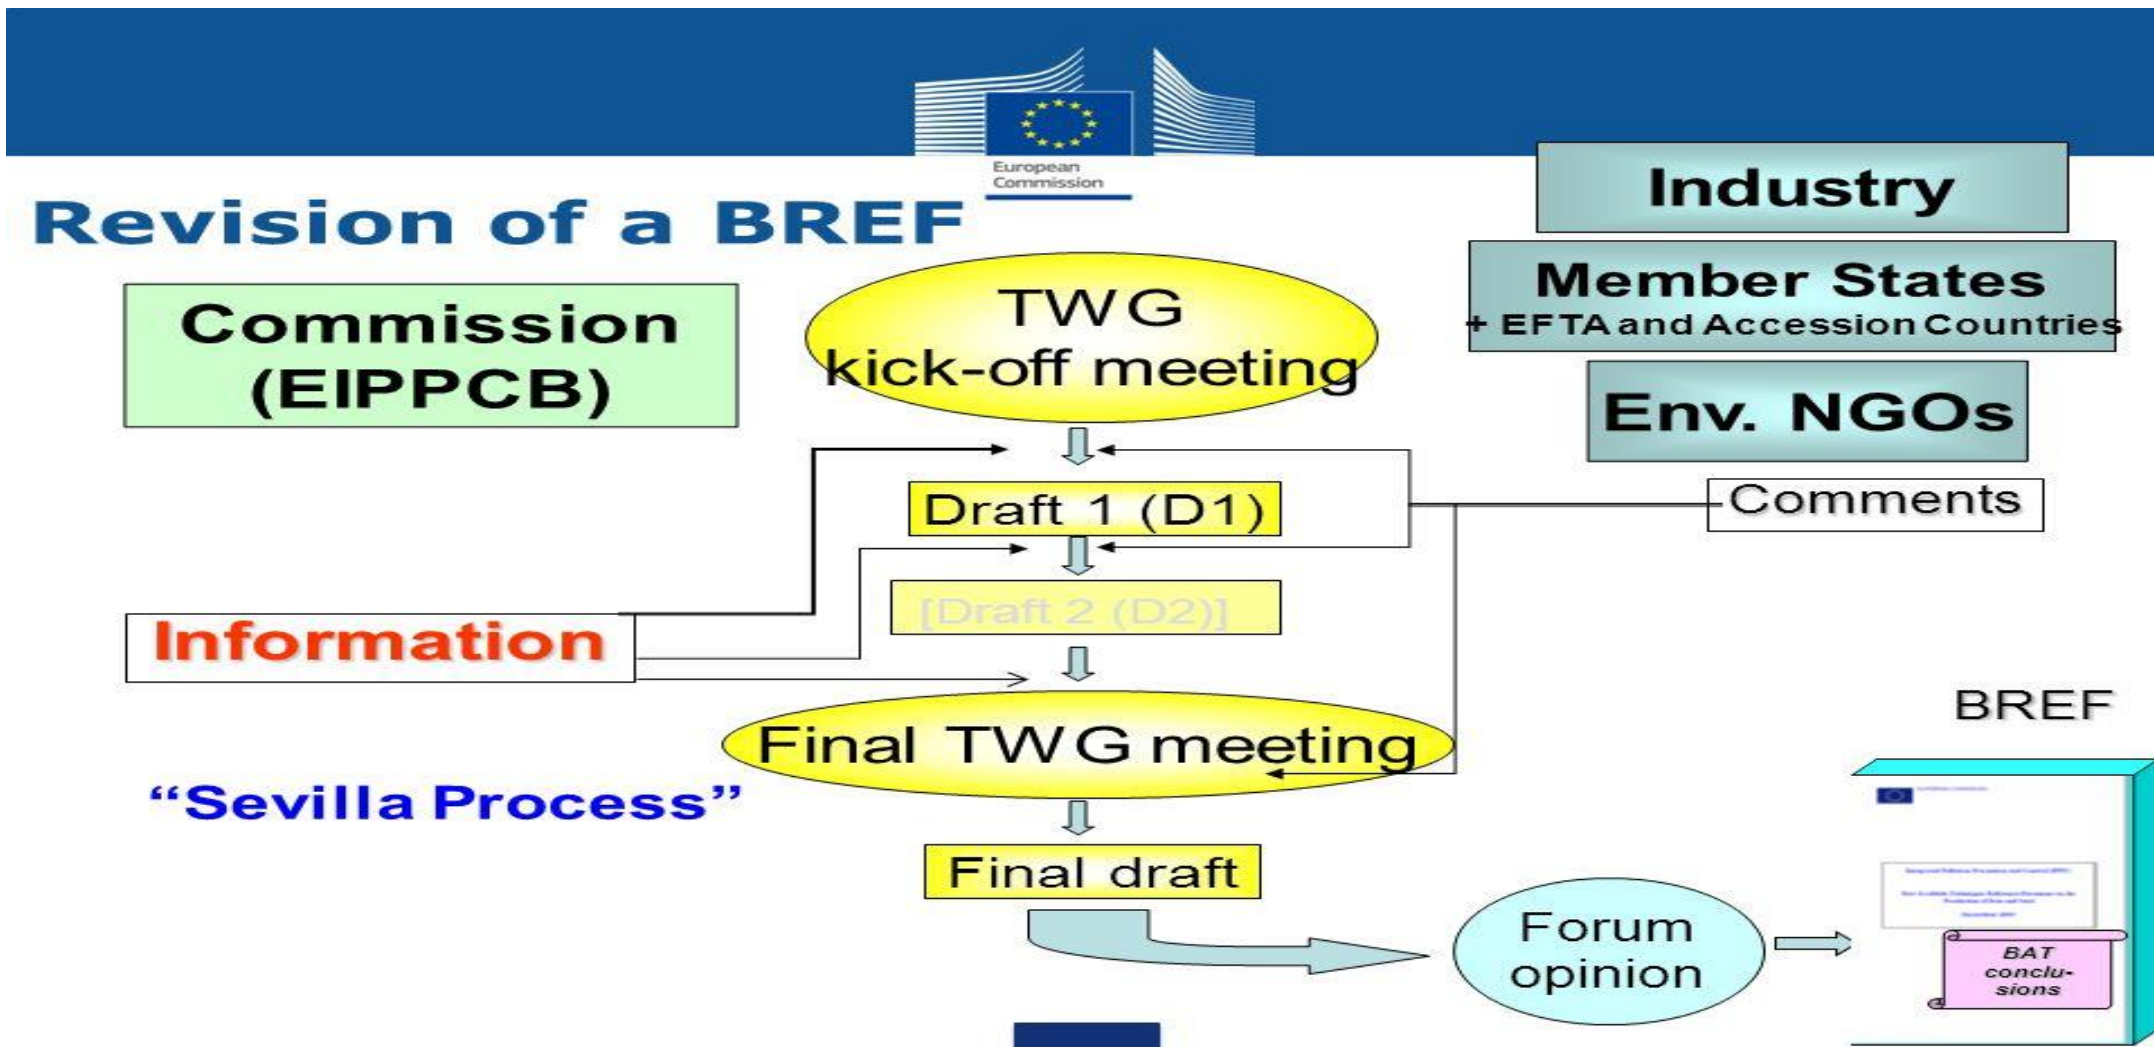 European
Commission
Revision of a BREF
Industry
Member States
+ EFTA and Accession Countries
Env. NGOs
Commission
(EIPPCB)
TWG
kick-off meeting
Comments
Draft 1 (D1)
[Draft 2 (D2)]
Information
Final TWG meeting
BREF
“Sevilla Process”
Final draft
Forum
opinion
BAT
conclu-
sions